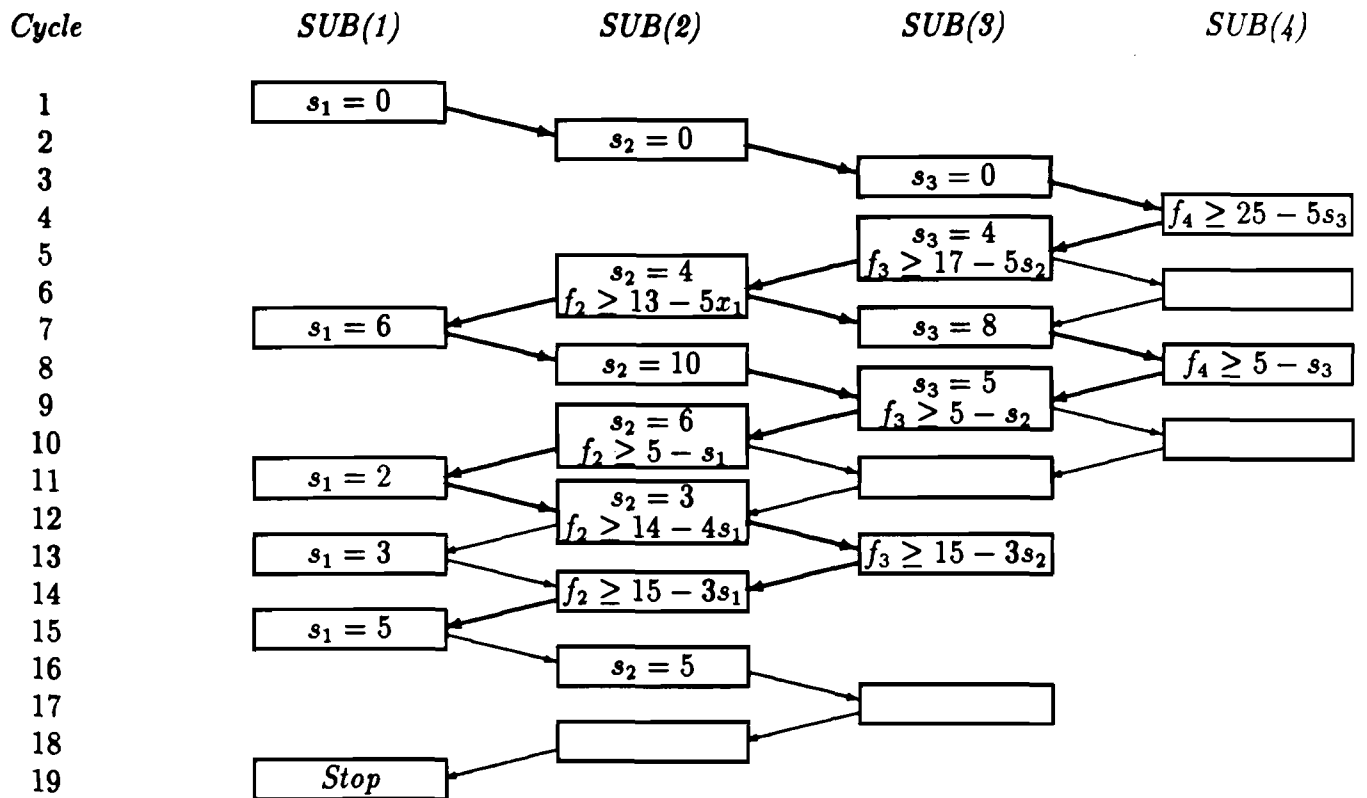 Cycle SUB(1) SUB(2) SUB(3) SUB(4)
1 s₁ = 0
2 s₂ = 0
3 s₃ = 0
4 f₄ ≥ 25 − 5s₃
s₃ = 4
5 f₃ ≥ 17 − 5s₂
s₂ = 4
6 f₂ ≥ 13 − 5x₁
7 s₁ = 6 s₃ = 8
8 s₂ = 10 f₄ ≥ 5 − s₃
s₃ = 5
9 f₃ ≥ 5 − s₂
s₂ = 6
10 f₂ ≥ 5 − s₁
11 s₁ = 2
s₂ = 3
12 f₂ ≥ 14 − 4s₁
13 s₁ = 3 f₃ ≥ 15 − 3s₂
14 f₂ ≥ 15 − 3s₁
15 s₁ = 5
16 s₂ = 5
17
18
19 Stop